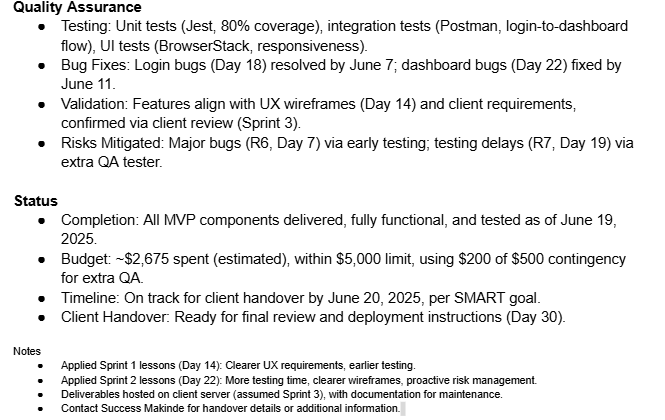 Quality Assurance
● Testing: Unit tests (Jest, 80% coverage), integration tests (Postman, login-to-dashboard
flow), UI tests (BrowserStack, responsiveness).
● Bug Fixes: Login bugs (Day 18) resolved by June 7; dashboard bugs (Day 22) fixed by
June 11.
● Validation: Features align with UX wireframes (Day 14) and client requirements,
confirmed via client review (Sprint 3).
● Risks Mitigated: Major bugs (R6, Day 7) via early testing; testing delays (R7, Day 19) via
extra QA tester.
Status
● Completion: All MVP components delivered, fully functional, and tested as of June 19,
2025.
● Budget: ~$2,675 spent (estimated), within $5,000 limit, using $200 of $500 contingency
for extra QA.
● Timeline: On track for client handover by June 20, 2025, per SMART goal.
● Client Handover: Ready for final review and deployment instructions (Day 30).
Notes
● Applied Sprint 1 lessons (Day 14): Clearer UX requirements, earlier testing.
● Applied Sprint 2 lessons (Day 22): More testing time, clearer wireframes, proactive risk management.
● Deliverables hosted on client server (assumed Sprint 3), with documentation for maintenance.
● Contact Success Makinde for handover details or additional information.